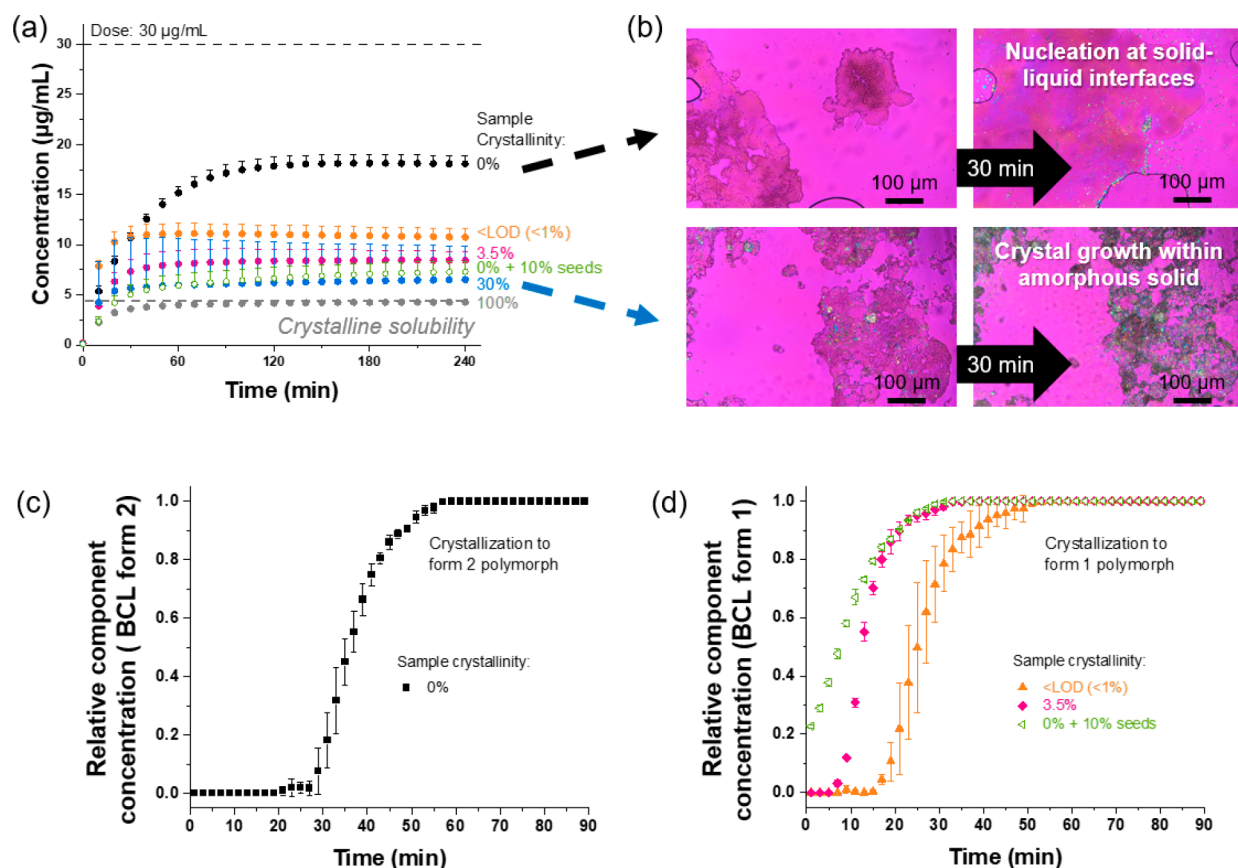 (a)
Dose: 30 µg/mL
Concentration (µg/mL)
30
25
20
15
10
5
0
Sample
Crystallinity:
0%
<LOD (<1%)
3.5%
0% + 10% seeds
30%
100%
Crystalline solubility
0
60
120
180
240
Time (min)
(b)
Nucleation at solid-
liquid interfaces
30 min
100 µm
100 µm
Crystal growth within
amorphous solid
30 min
100 µm
100 µm
(c)
Relative component
concentration ( BCL form 2)
1.0
0.8
0.6
0.4
0.2
0.0
Crystallization to
form 2 polymorph
Sample crystallinity:
0%
0 10 20 30 40 50 60 70 80 90
Time (min)
(d)
Relative component
concentration (BCL form 1)
1.0
0.8
0.6
0.4
0.2
0.0
Crystallization to
form 1 polymorph
Sample crystallinity:
<LOD (<1%)
3.5%
0% + 10% seeds
0 10 20 30 40 50 60 70 80 90
Time (min)